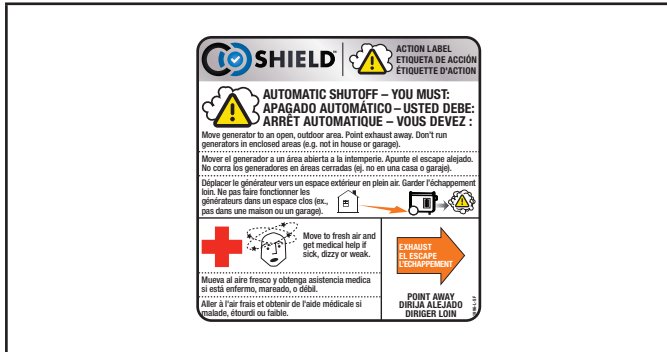 CO SHIELD™
ACTION LABEL
ETIQUETA DE ACCIÓN
ÉTIQUETTE D'ACTION
AUTOMATIC SHUTOFF – YOU MUST:
APAGADO AUTOMÁTICO – USTED DEBE:
ARRÊT AUTOMATIQUE – VOUS DEVEZ :
Move generator to an open, outdoor area. Point exhaust away. Don't run
generators in enclosed areas (e.g. not in house or garage).
Mover el generador a un área abierta a la intemperie. Apunte el escape alejado.
No corra los generadores en áreas cerradas (ej. no en una casa o garaje).
Déplacer le générateur vers un espace extérieur en plein air. Garder l'échappement
loin. Ne pas faire fonctionner les
générateurs dans un espace clos (ex.,
pas dans une maison ou un garage).
Move to fresh air and
get medical help if
sick, dizzy or weak.
Mueva al aire fresco y obtenga asistencia medica
si está enfermo, mareado, o débil.
Aller à l'air frais et obtenir de l'aide médicale si
malade, étourdi ou faible.
EXHAUST
EL ESCAPE
L'ECHAPPEMENT
POINT AWAY
DIRIJA ALEJADO
DIRIGER LOIN